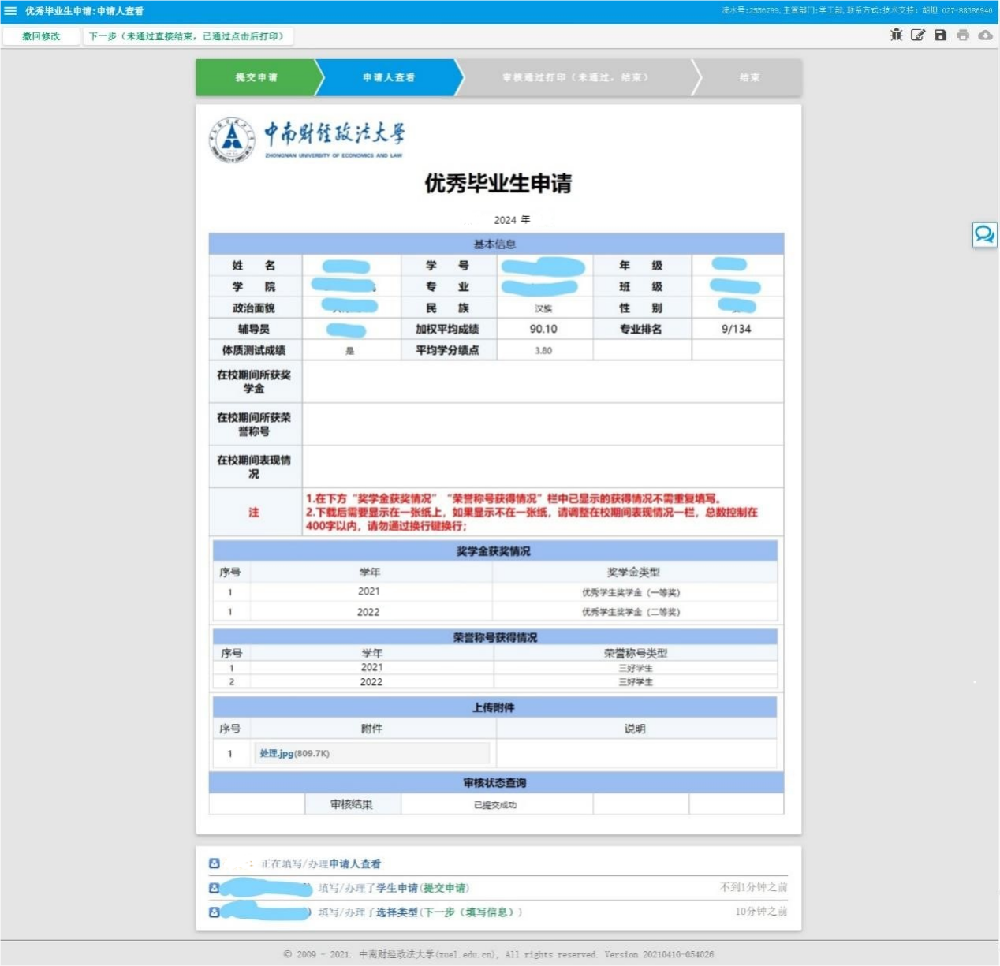 优秀毕业生申请:申请人查看
流水号:2556799, 主管部门:学工部, 联系方式:技术支持: 胡坦 027-88386940
撤回修改 下一步（未通过直接结束，已通过点击后打印）
提交申请 申请人查看 审核通过打印（未通过，结束） 结束
中南财经政法大学
ZHONGNAN UNIVERSITY OF ECONOMICS AND LAW
优秀毕业生申请
2024 年
基本信息
姓 名 学 号 年 级
学 院 专 业 班 级
政治面貌 民 族 汉族 性 别
辅导员 加权平均成绩 90.10 专业排名 9/134
体质测试成绩 是 平均学分绩点 3.80
在校期间所获奖
学金
在校期间所获荣
誉称号
在校期间表现情
况
注 1.在下方“奖学金获奖情况”“荣誉称号获得情况”栏中已显示的获得情况不需重复填写。
2.下载后需要显示在一张纸上，如果显示不在一张纸，请调整在校期间表现情况一栏，总数控制在
400字以内，请勿通过换行键换行；
奖学金获奖情况
序号 学年 奖学金类型
1 2021 优秀学生奖学金（一等奖）
1 2022 优秀学生奖学金（二等奖）
荣誉称号获得情况
序号 学年 荣誉称号类型
1 2021 三好学生
2 2022 三好学生
上传附件
序号 附件 说明
1 处理.jpg(809.7K)
审核状态查询
审核结果 已提交成功
正在填写/办理申请人查看
填写/办理了学生申请(提交申请) 不到1分钟之前
填写/办理了选择类型(下一步（填写信息）) 10分钟之前
© 2009 - 2021. 中南财经政法大学(zuel.edu.cn), All rights reserved. Version 20210410-054026